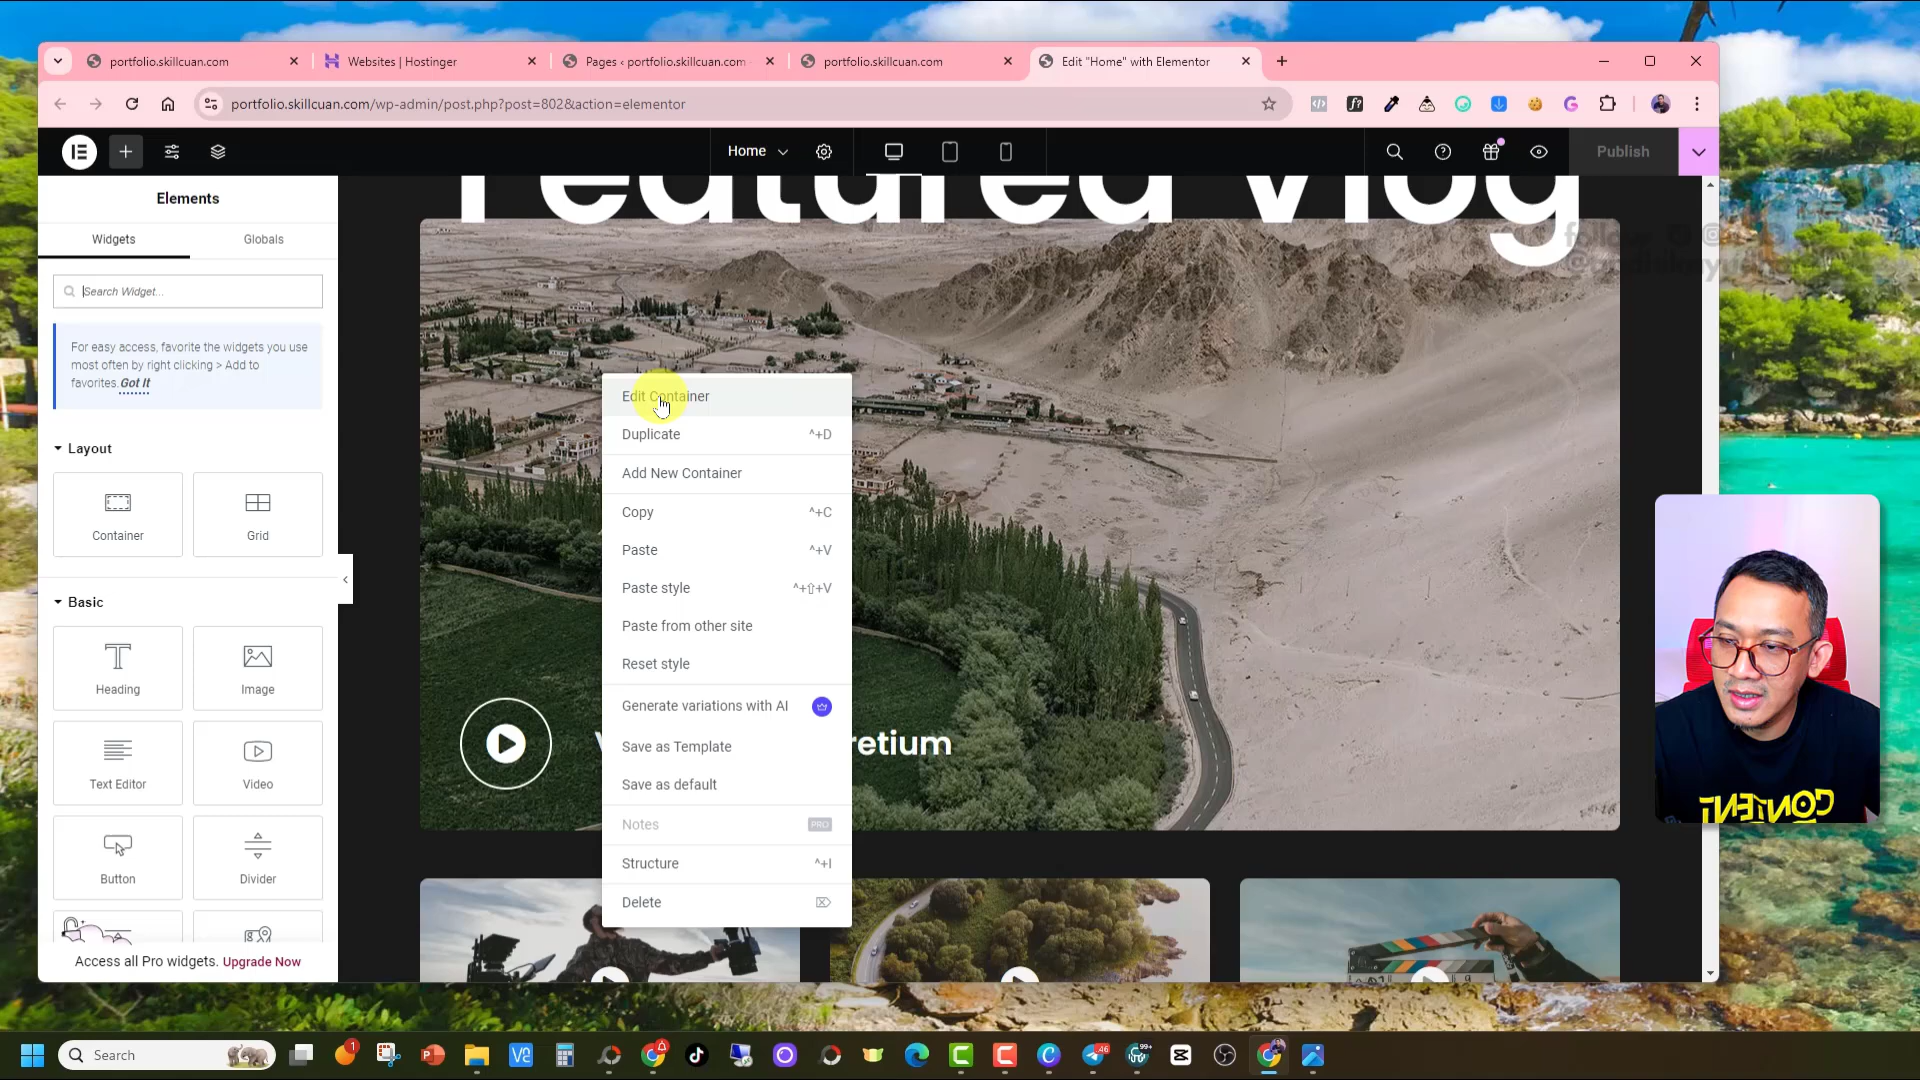 portfolio.skillcuan.com
Websites | Hostinger
Pages ‹ portfolio.skillcuan.com
portfolio.skillcuan.com
Edit "Home" with Elementor
portfolio.skillcuan.com/wp-admin/post.php?post=802&action=elementor
Home
Publish
Elements
Widgets
Globals
Search Widget...
For easy access, favorite the widgets you use
most often by right clicking > Add to
favorites. Got It
Layout
Container
Grid
Basic
Heading
Image
Text Editor
Video
Button
Divider
Access all Pro widgets. Upgrade Now
Featured Vlog
Edit Container
Duplicate ^+D
Add New Container
Copy ^+C
Paste ^+V
Paste style ^+⇧+V
Paste from other site
Reset style
Generate variations with AI
Save as Template
Save as default
Notes PRO
Structure ^+I
Delete
retium
CONTENT
Search
1
46
99+